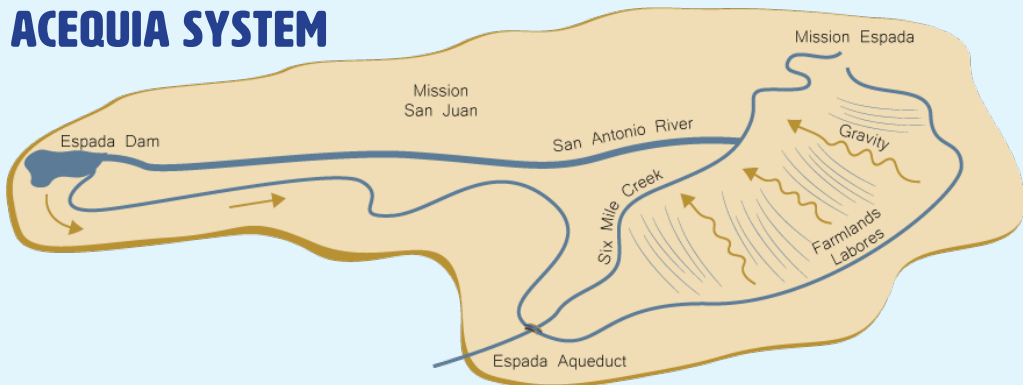 ACEQUIA SYSTEM
Mission Espada
Mission
San Juan
Espada Dam
San Antonio River
Gravity
Six Mile Creek
Farmlands
Labores
Espada Aqueduct